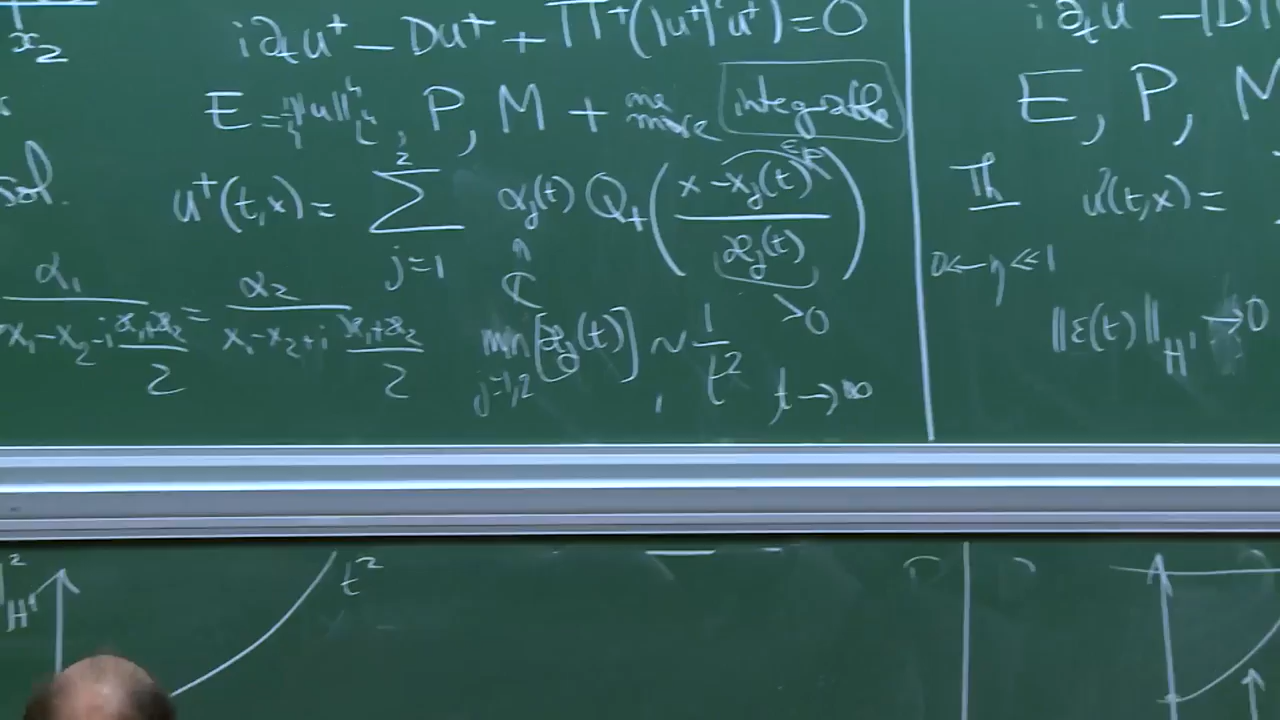 x₂
i∂ₜu⁺ − Du⁺ + Π⁺(|u⁺|²u⁺) = 0
E = ¼‖u‖⁴_{L⁴}, P, M + integrable
sol.
u⁺(t,x) = Σ_{j=1}^{2} α_j(t) Q₊((x − x_j(t))/ϰ_j(t))
∈ ℝ
∈ ℂ
> 0
α₁/(x₁−x₂−i(ϰ₁+ϰ₂)/2) = α₂/(x₁−x₂+i(ϰ₁+ϰ₂)/2)
min_{j=1,2} [ϰ_j(t)] ~ 1/t², t → ∞
i∂ₜu − |D|
E, P, M
Th u(t,x) =
0 ← η ≪ 1
‖ε(t)‖_{H¹} → 0
² H¹
t²